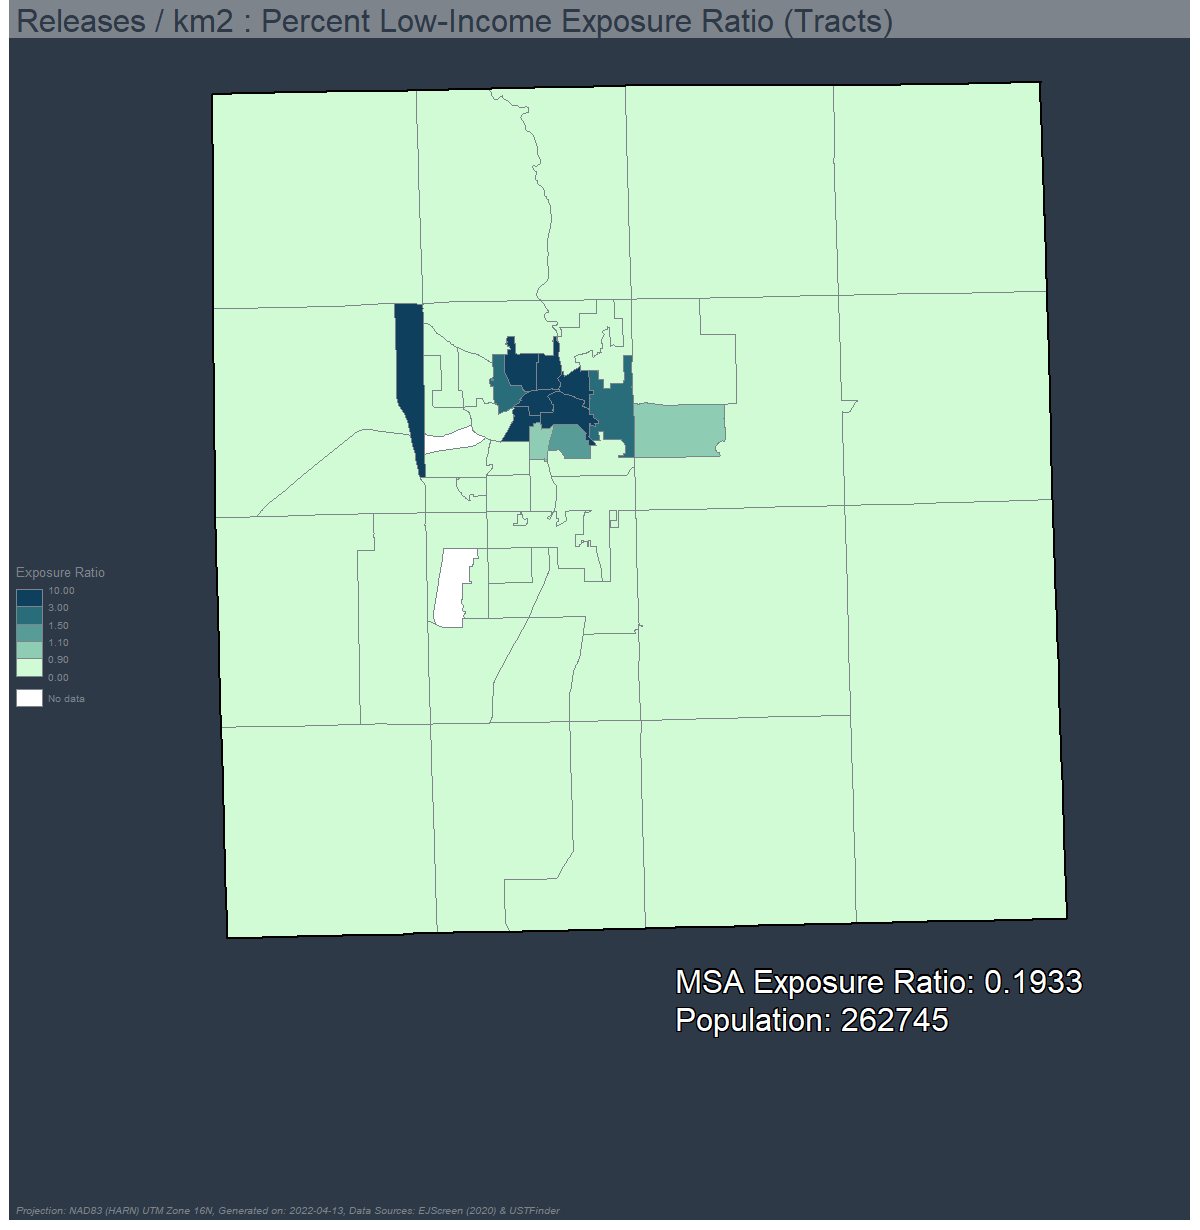 Releases / km2 : Percent Low-Income Exposure Ratio (Tracts)
Exposure Ratio
10.00
3.00
1.50
1.10
0.90
0.00
No data
MSA Exposure Ratio: 0.1933
Population: 262745
Projection: NAD83 (HARN) UTM Zone 16N, Generated on: 2022-04-13, Data Sources: EJScreen (2020) & USTFinder